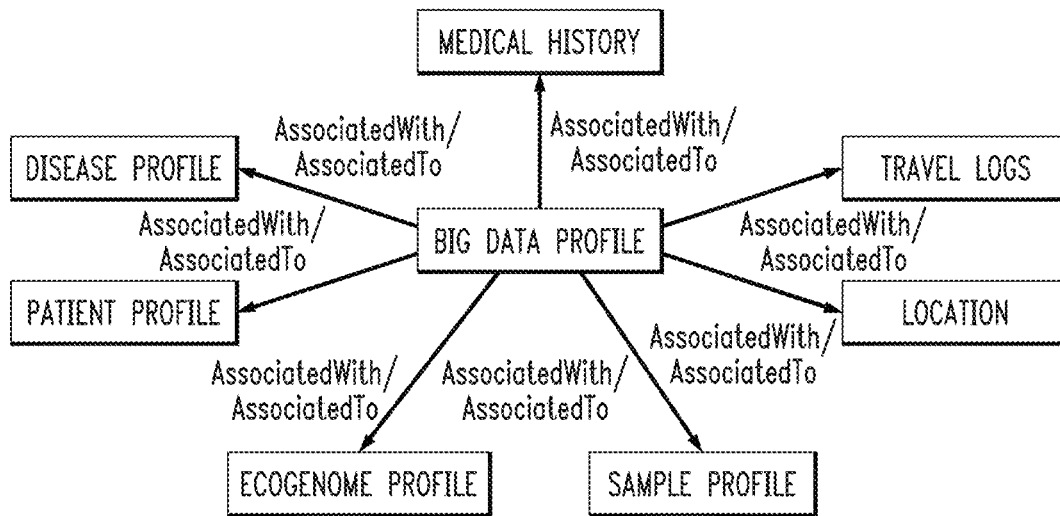 MEDICAL HISTORY
AssociatedWith/
AssociatedTo
AssociatedWith/
AssociatedTo
DISEASE PROFILE
TRAVEL LOGS
AssociatedWith/
AssociatedTo
BIG DATA PROFILE
AssociatedWith/
AssociatedTo
PATIENT PROFILE
LOCATION
AssociatedWith/
AssociatedTo
AssociatedWith/
AssociatedTo
AssociatedWith/
AssociatedTo
ECOGENOME PROFILE
SAMPLE PROFILE